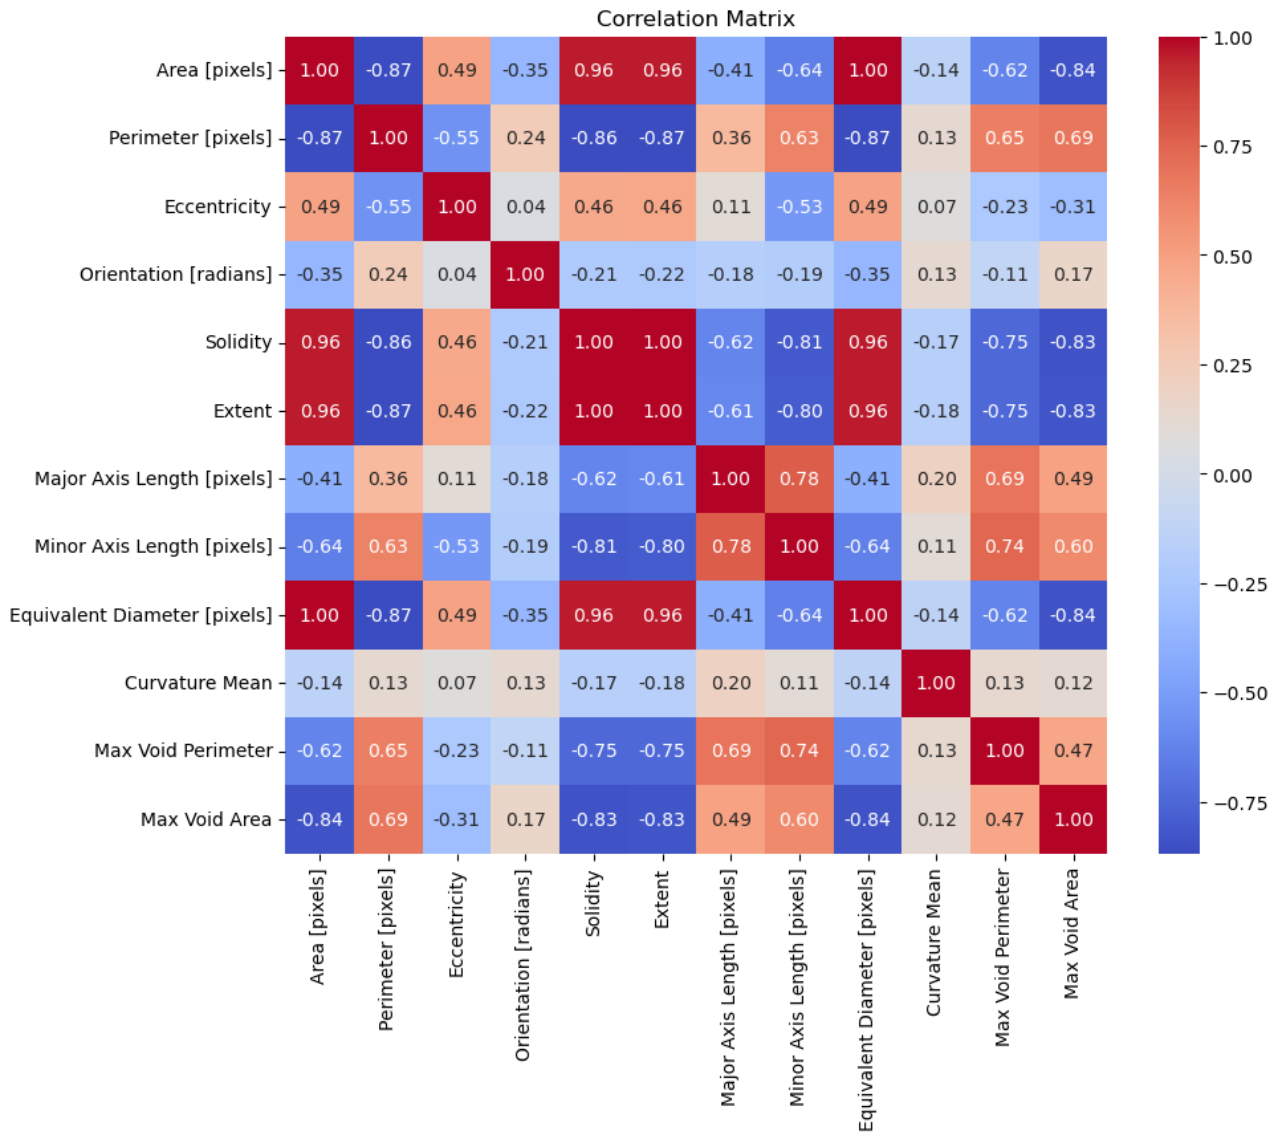 Correlation Matrix
Area [pixels] 1.00 -0.87 0.49 -0.35 0.96 0.96 -0.41 -0.64 1.00 -0.14 -0.62 -0.84
Perimeter [pixels] -0.87 1.00 -0.55 0.24 -0.86 -0.87 0.36 0.63 -0.87 0.13 0.65 0.69
Eccentricity 0.49 -0.55 1.00 0.04 0.46 0.46 0.11 -0.53 0.49 0.07 -0.23 -0.31
Orientation [radians] -0.35 0.24 0.04 1.00 -0.21 -0.22 -0.18 -0.19 -0.35 0.13 -0.11 0.17
Solidity 0.96 -0.86 0.46 -0.21 1.00 1.00 -0.62 -0.81 0.96 -0.17 -0.75 -0.83
Extent 0.96 -0.87 0.46 -0.22 1.00 1.00 -0.61 -0.80 0.96 -0.18 -0.75 -0.83
Major Axis Length [pixels] -0.41 0.36 0.11 -0.18 -0.62 -0.61 1.00 0.78 -0.41 0.20 0.69 0.49
Minor Axis Length [pixels] -0.64 0.63 -0.53 -0.19 -0.81 -0.80 0.78 1.00 -0.64 0.11 0.74 0.60
Equivalent Diameter [pixels] 1.00 -0.87 0.49 -0.35 0.96 0.96 -0.41 -0.64 1.00 -0.14 -0.62 -0.84
Curvature Mean -0.14 0.13 0.07 0.13 -0.17 -0.18 0.20 0.11 -0.14 1.00 0.13 0.12
Max Void Perimeter -0.62 0.65 -0.23 -0.11 -0.75 -0.75 0.69 0.74 -0.62 0.13 1.00 0.47
Max Void Area -0.84 0.69 -0.31 0.17 -0.83 -0.83 0.49 0.60 -0.84 0.12 0.47 1.00
Area [pixels]
Perimeter [pixels]
Eccentricity
Orientation [radians]
Solidity
Extent
Major Axis Length [pixels]
Minor Axis Length [pixels]
Equivalent Diameter [pixels]
Curvature Mean
Max Void Perimeter
Max Void Area
1.00
0.75
0.50
0.25
0.00
−0.25
−0.50
−0.75